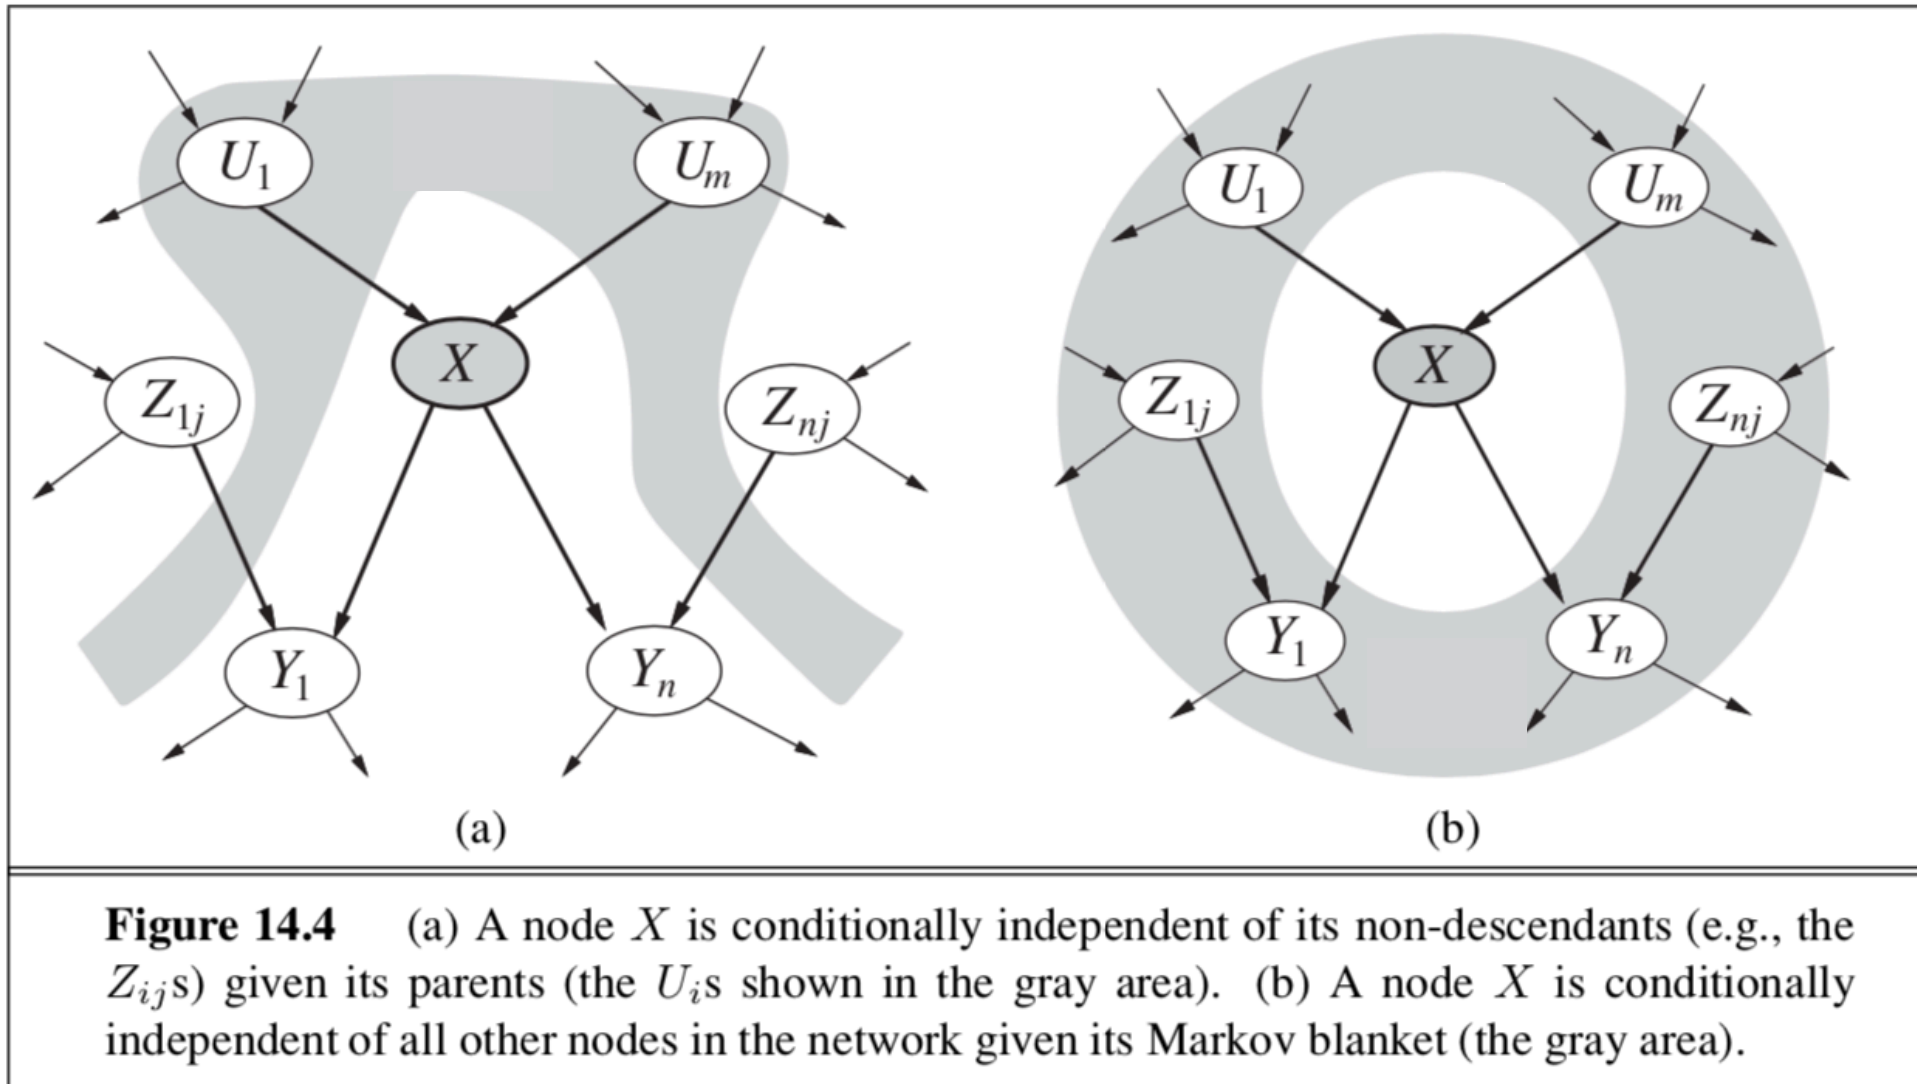 U₁
Uₘ
X
Z₁ⱼ
Zₙⱼ
Y₁
Yₙ
(a)
U₁
Uₘ
X
Z₁ⱼ
Zₙⱼ
Y₁
Yₙ
(b)
Figure 14.4 (a) A node X is conditionally independent of its non-descendants (e.g., the
Zᵢⱼs) given its parents (the Uᵢs shown in the gray area). (b) A node X is conditionally
independent of all other nodes in the network given its Markov blanket (the gray area).